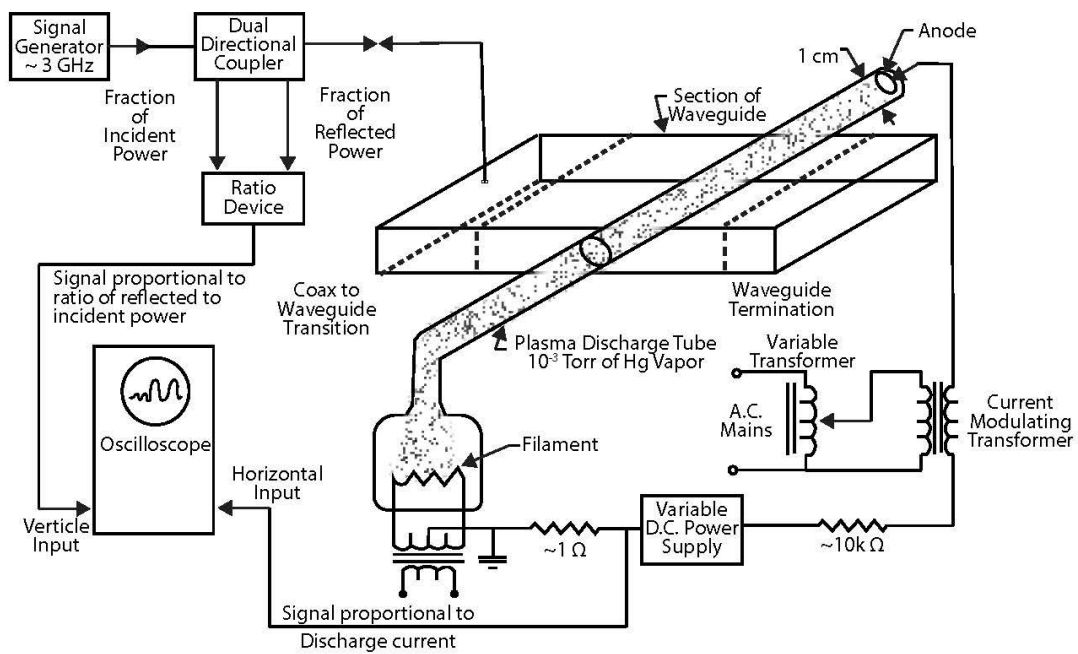 Signal
Generator
~ 3 GHz
Dual
Directional
Coupler
Fraction
of
Incident
Power
Fraction
of
Reflected
Power
Ratio
Device
Signal proportional to
ratio of reflected to
incident power
Oscilloscope
Verticle
Input
Horizontal
Input
Anode
1 cm
Section of
Waveguide
Coax to
Waveguide
Transition
Waveguide
Termination
Plasma Discharge Tube
10⁻³ Torr of Hg Vapor
Filament
Variable
Transformer
A.C.
Mains
Current
Modulating
Transformer
Variable
D.C. Power
Supply
~1 Ω
~10k Ω
Signal proportional to
Discharge current